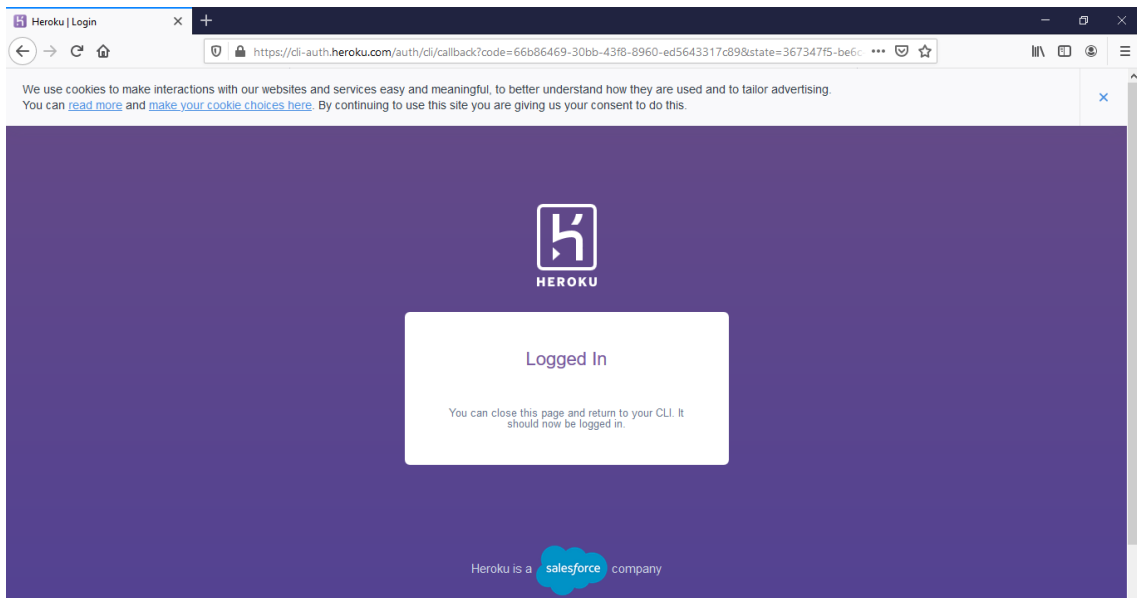 Heroku | Login
https://cli-auth.heroku.com/auth/cli/callback?code=66b86469-30bb-43f8-8960-ed5643317c89&state=367347f5-be6c
We use cookies to make interactions with our websites and services easy and meaningful, to better understand how they are used and to tailor advertising.
You can read more and make your cookie choices here. By continuing to use this site you are giving us your consent to do this.
HEROKU
Logged In
You can close this page and return to your CLI. It
should now be logged in.
Heroku is a salesforce company